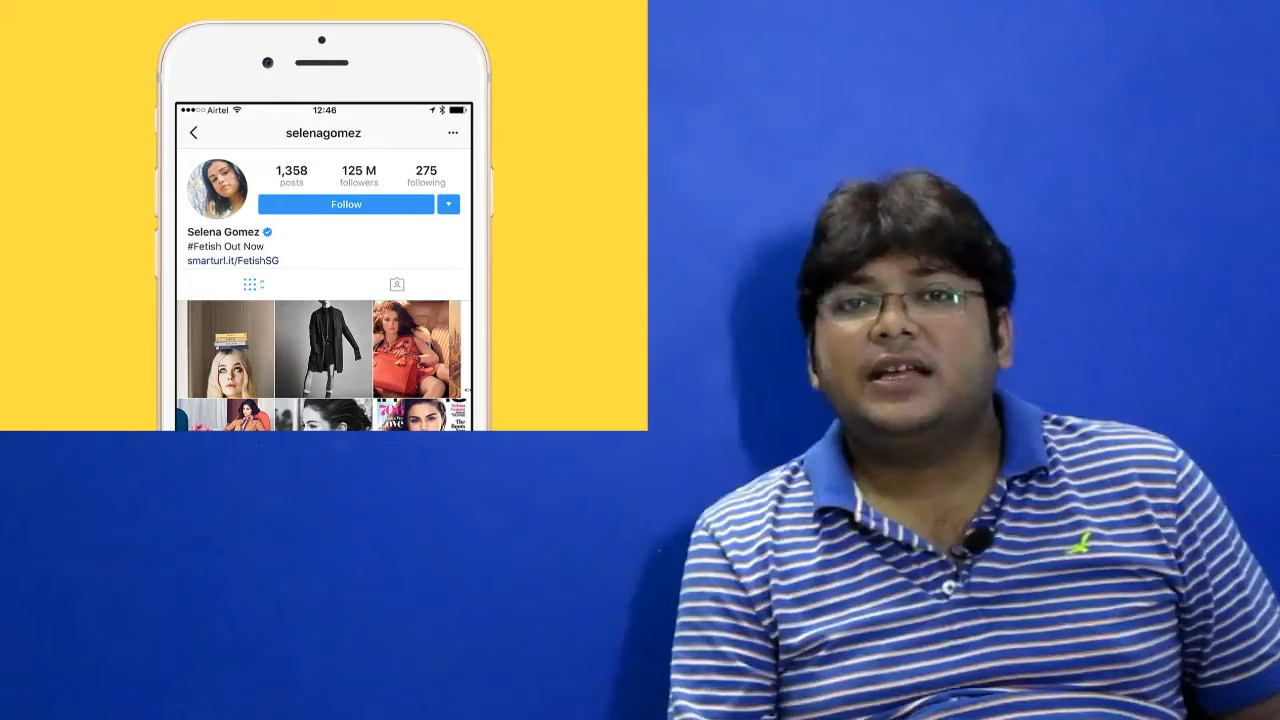 Airtel 12:46
selenagomez
1,358 125 M 275
posts followers following
Follow
Selena Gomez
#Fetish Out Now
smarturl.it/FetishSG